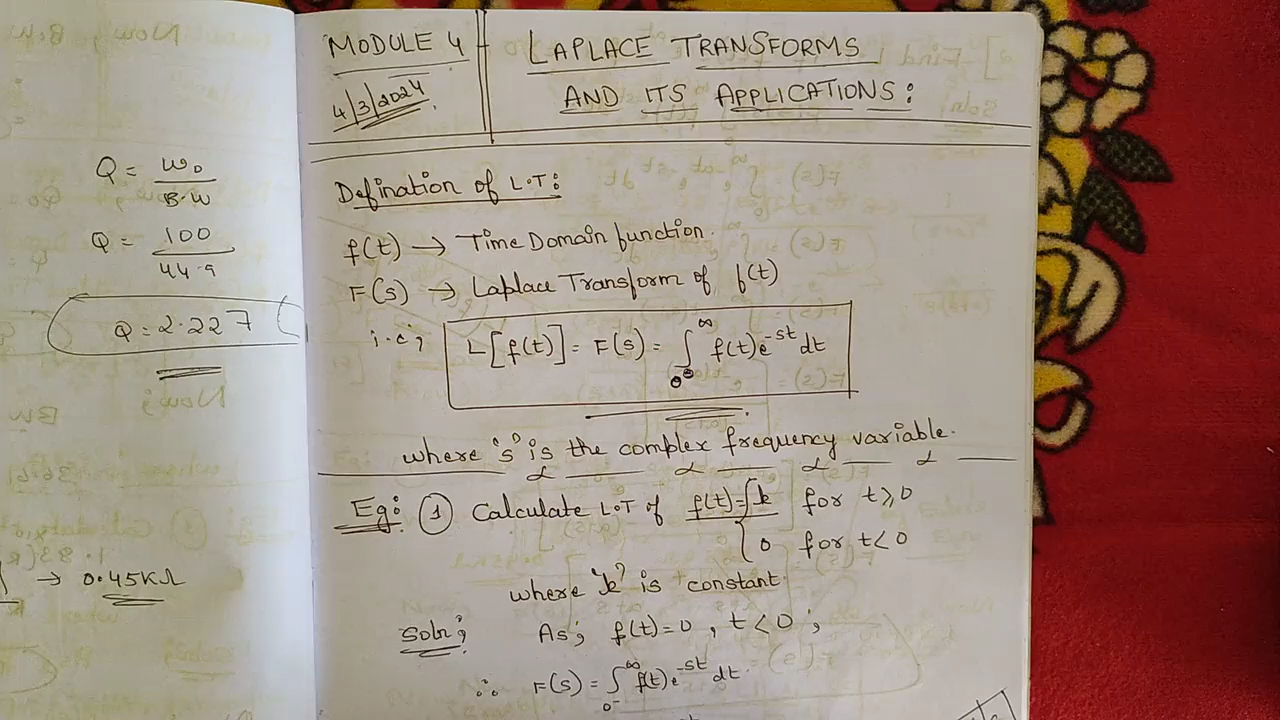 Q = ω₀ / B·W
Q = 100 / 44.9
Q = 2.227
→ 0.45KΩ
MODULE 4
4/3/2024
LAPLACE TRANSFORMS
AND ITS APPLICATIONS:
Defination of L.T:
f(t) → Time Domain function.
F(s) → Laplace Transform of f(t)
i.e; L[f(t)] = F(s) = ∫₀₋^∞ f(t)e^-st dt
where 's' is the complex frequency variable.
Eg: ① Calculate L.T of f(t) = { k for t ≥ 0
0 for t < 0
where 'k' is constant.
Soln; As; f(t) = 0, t < 0;
∴ F(s) = ∫₀₋^∞ f(t)e^-st dt.